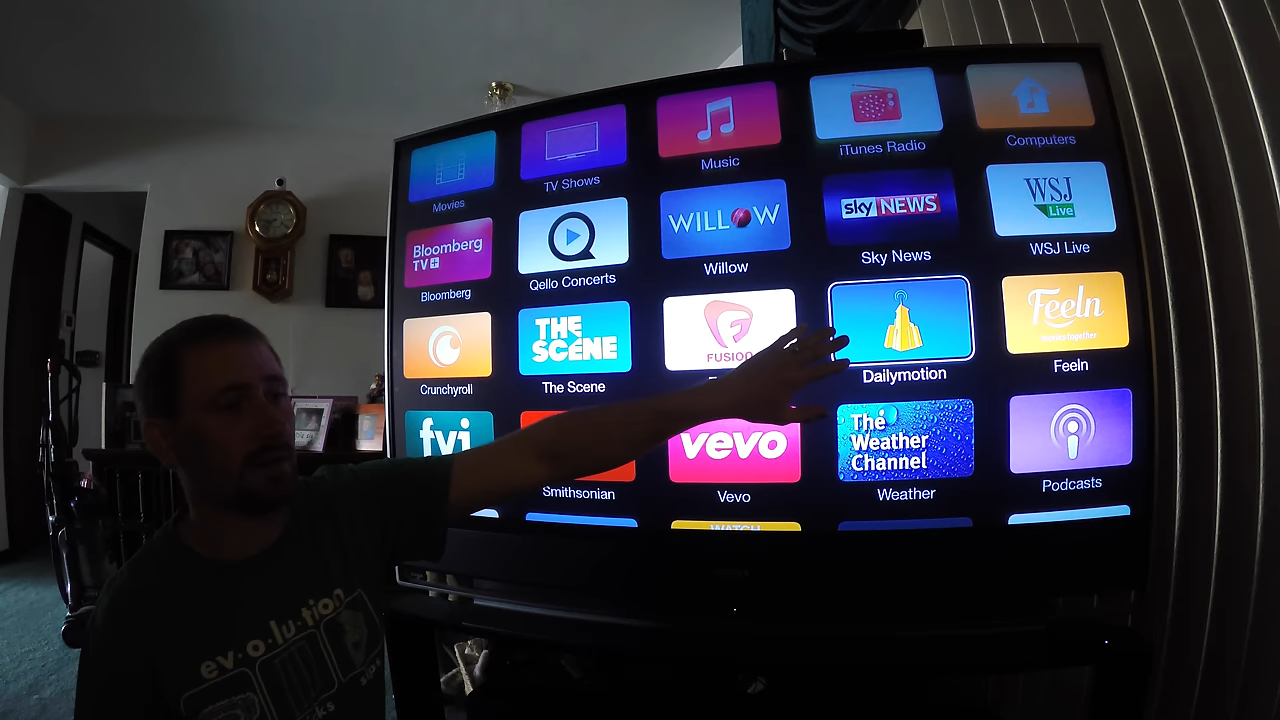 Movies
TV Shows
Music
iTunes Radio
Computers
Bloomberg
TV+
Bloomberg
Qello Concerts
WILLOW
Willow
sky NEWS
Sky News
WSJ
Live
WSJ Live
Crunchyroll
THE
SCENE
The Scene
FUSION
Dailymotion
Feeln
movies together
Feeln
fyi
Smithsonian
vevo
Vevo
The
Weather
Channel
Weather
Podcasts
WATCH
ev·o·lu·tion